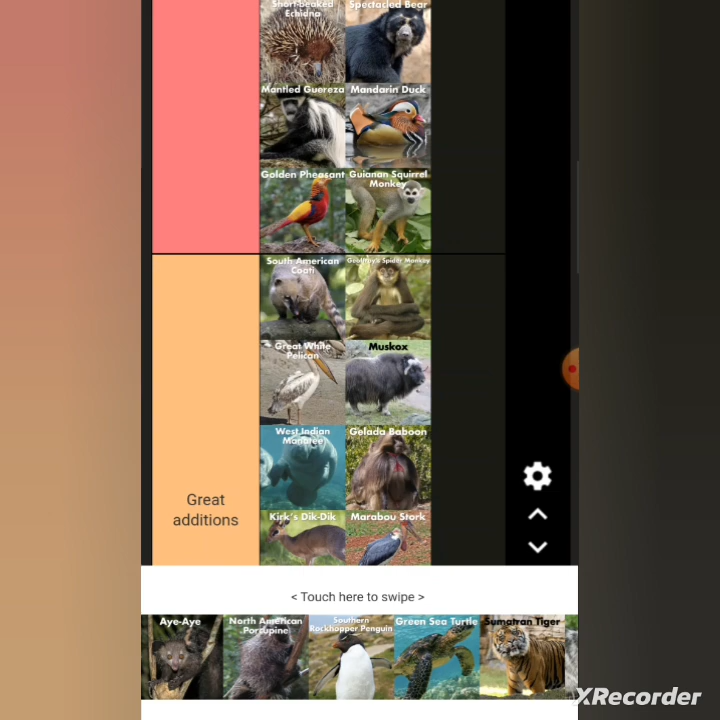 Short-beaked
Echidna
Spectacled Bear
Mantled Guereza
Mandarin Duck
Golden Pheasant
Guianan Squirrel
Monkey
South American
Coati
Geoffroy's Spider Monkey
Great White
Pelican
Muskox
West Indian
Manatee
Gelada Baboon
Great
additions
Kirk's Dik-Dik
Marabou Stork
< Touch here to swipe >
Aye-Aye
North American
Porcupine
Southern
Rockhopper Penguin
Green Sea Turtle
Sumatran Tiger
XRecorder